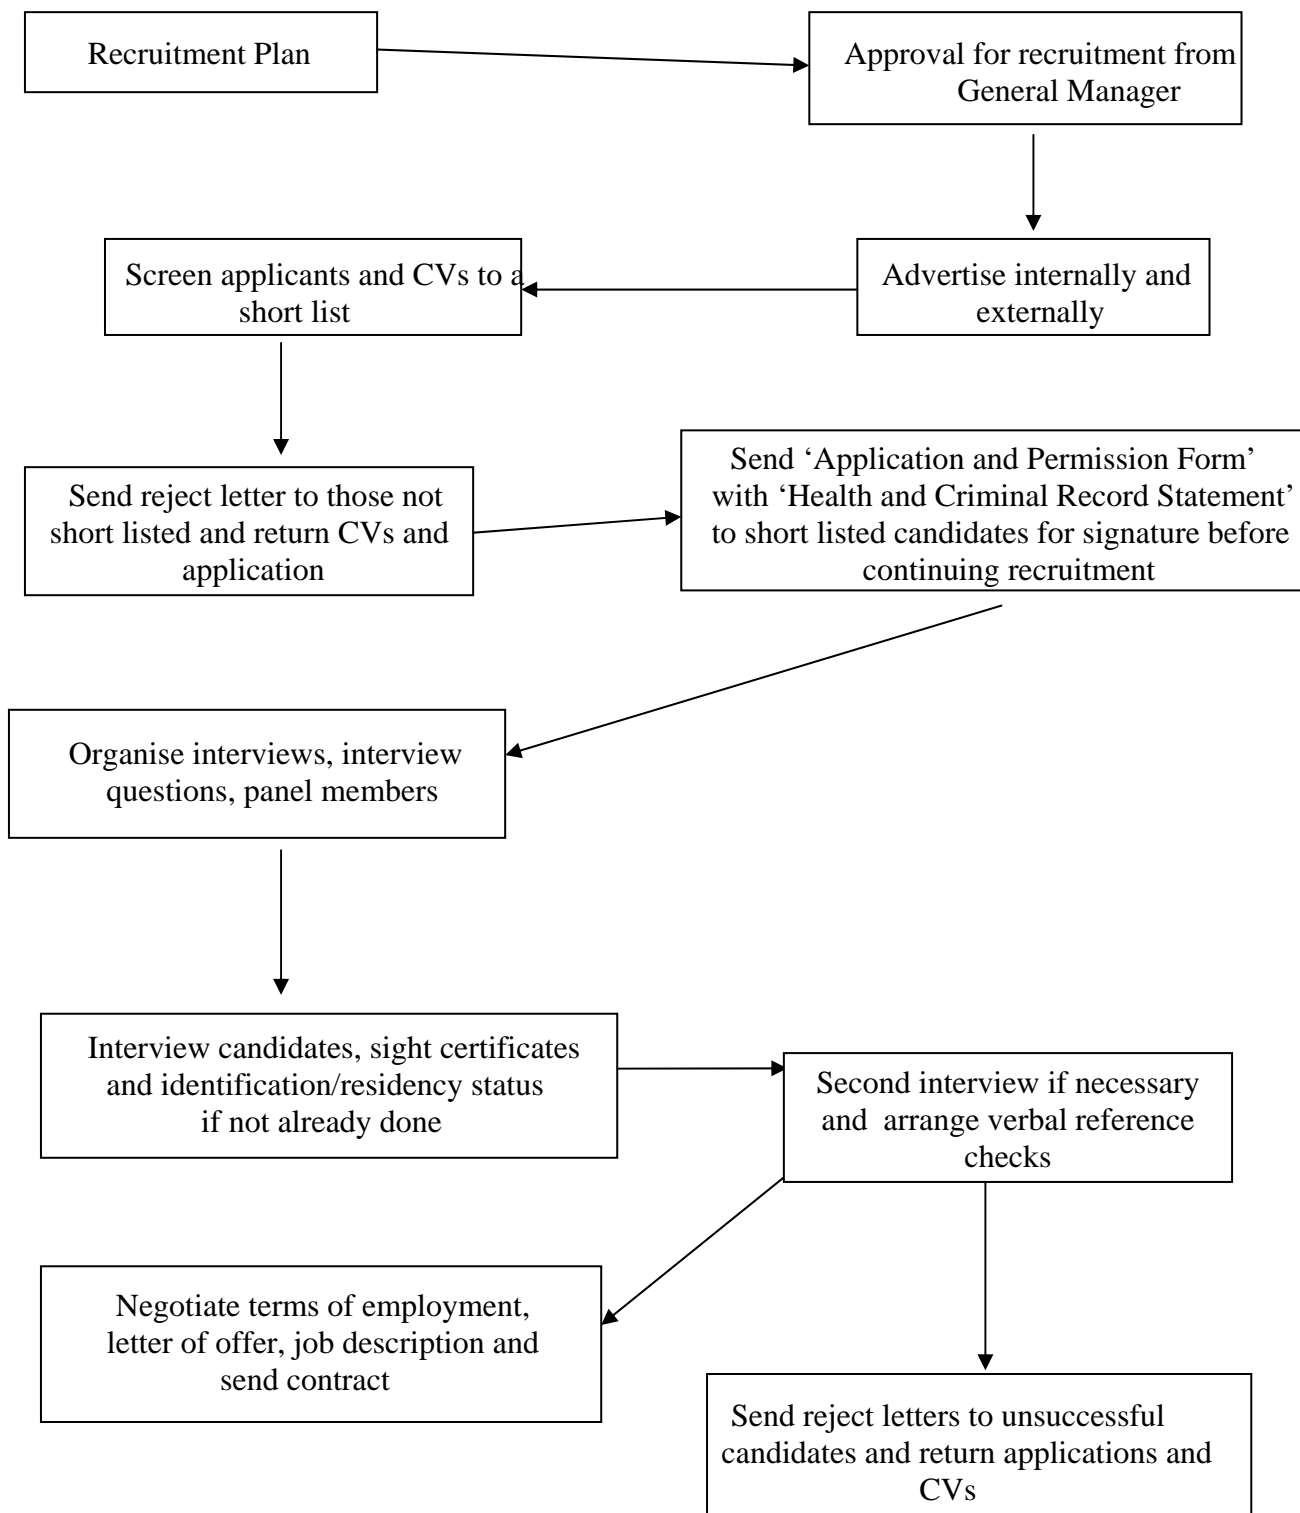 Recruitment Plan
Approval for recruitment from
General Manager
Advertise internally and
externally
Screen applicants and CVs to a
short list
Send reject letter to those not
short listed and return CVs and
application
Send ‘Application and Permission Form’
with ‘Health and Criminal Record Statement’
to short listed candidates for signature before
continuing recruitment
Organise interviews, interview
questions, panel members
Interview candidates, sight certificates
and identification/residency status
if not already done
Second interview if necessary
and  arrange verbal reference
checks
Negotiate terms of employment,
letter of offer, job description and
send contract
Send reject letters to unsuccessful
candidates and return applications and
CVs